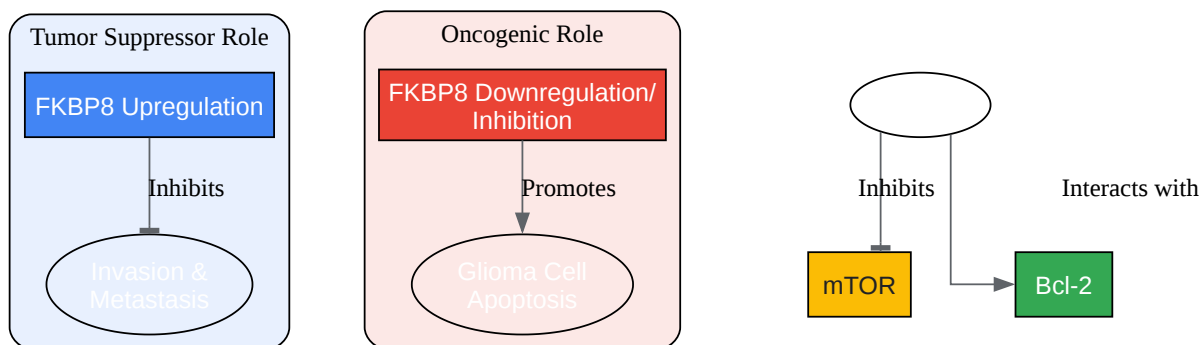 Tumor Suppressor Role
FKBP8 Upregulation
Inhibits
Invasion &
Metastasis
Oncogenic Role
FKBP8 Downregulation/
Inhibition
Promotes
Glioma Cell
Apoptosis
Inhibits
Interacts with
mTOR
Bcl-2